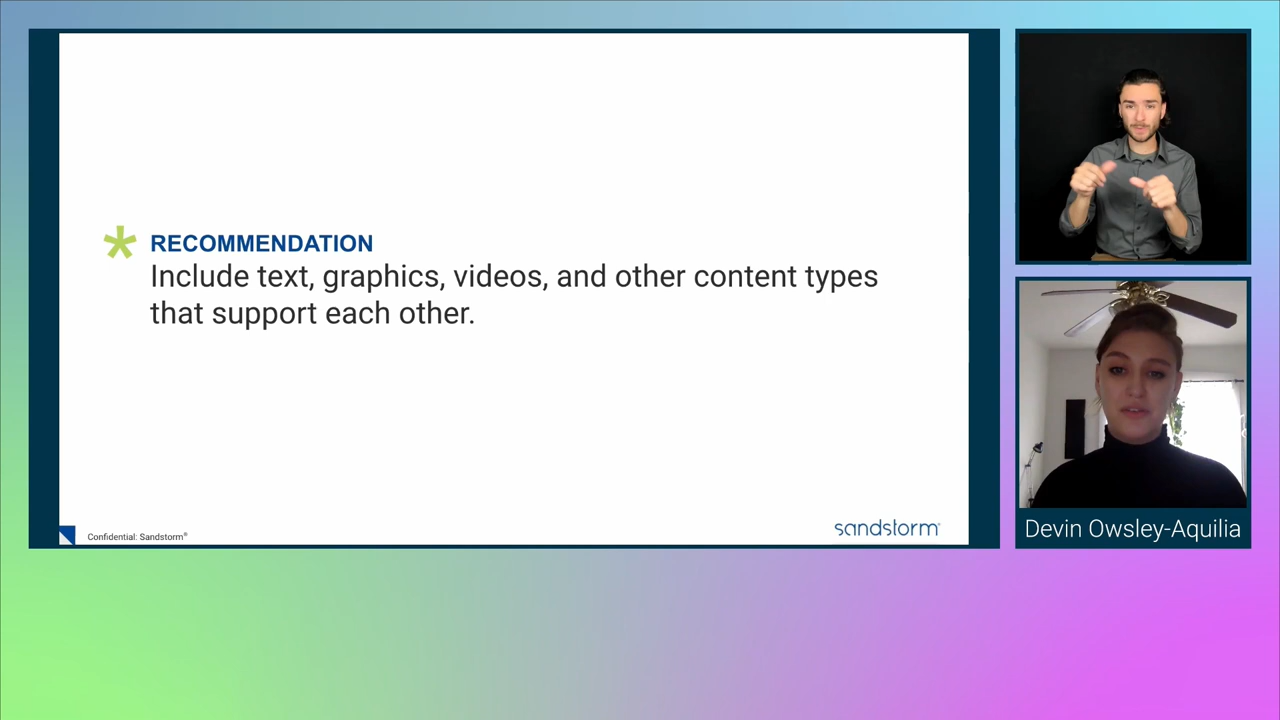 RECOMMENDATION
Include text, graphics, videos, and other content types
that support each other.
Confidential: Sandstorm®
sandstorm®
Devin Owsley-Aquilia